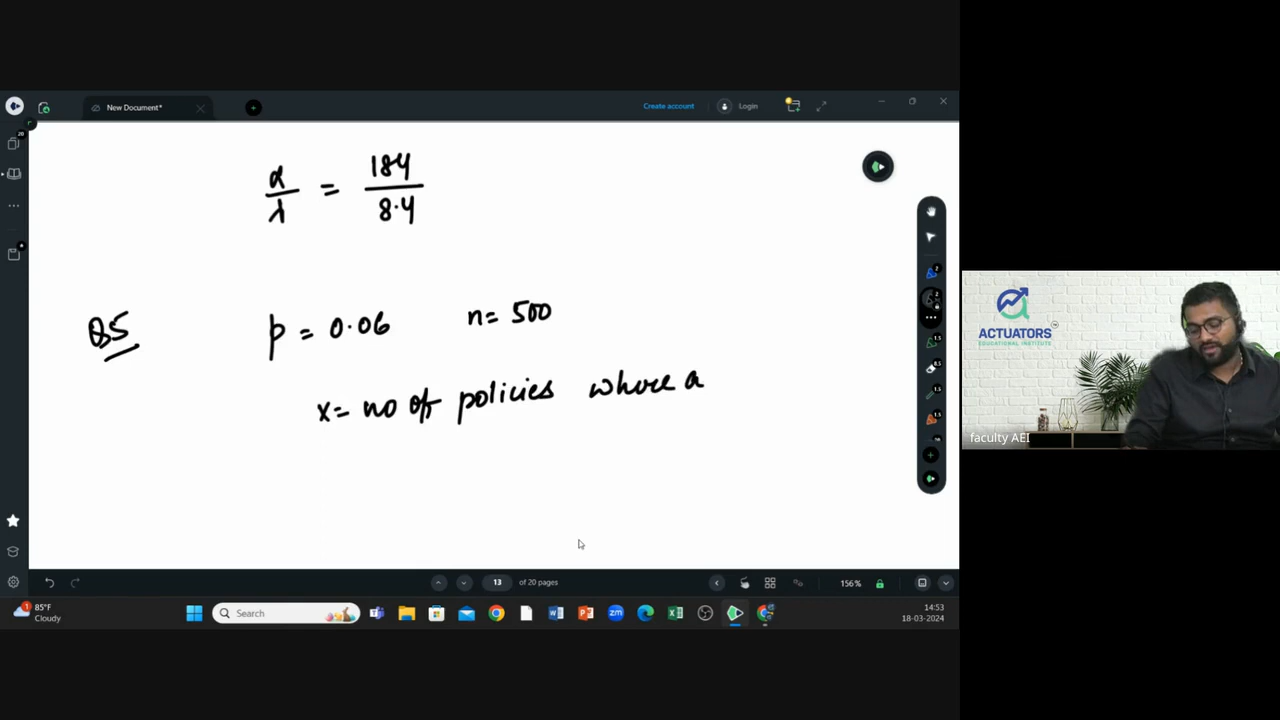 New Document*
Create account
Login
α/λ = 184/8.4
Q5
p = 0.06 n = 500
x = no of policies where a
13 of 20 pages
156%
85°F
Cloudy
Search
14:53
18-03-2024
ACTUATORS
EDUCATIONAL INSTITUTE
faculty AEI